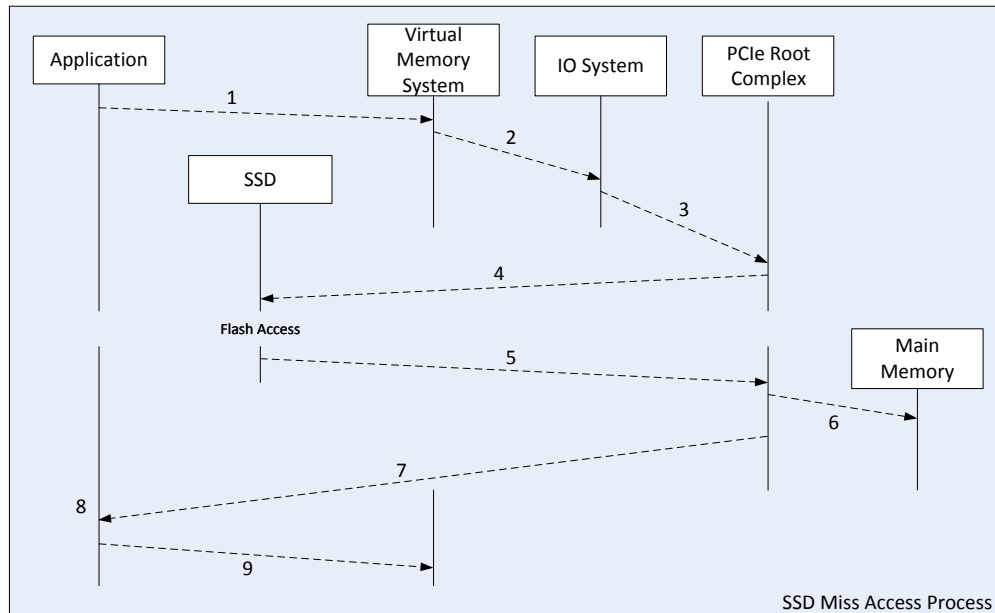 Application
Virtual
Memory
System
IO System
PCIe Root
Complex
1
2
SSD
3
4
Flash Access
5
Main
Memory
6
7
8
9
SSD Miss Access Process